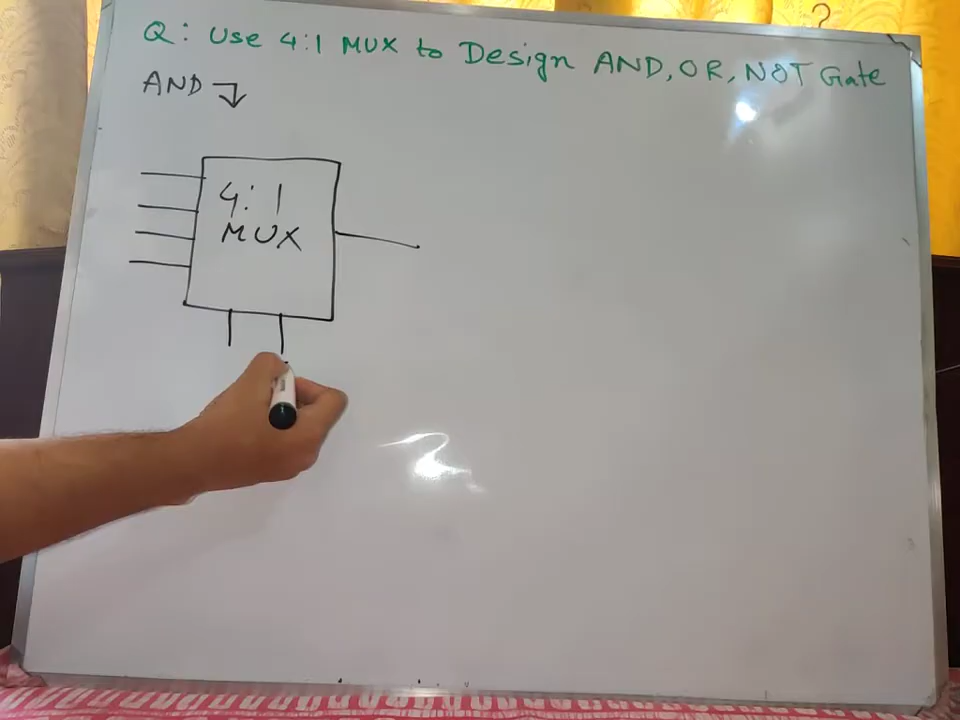 Q: Use 4:1 MUX to Design AND, OR, NOT Gate
AND
4:1
MUX